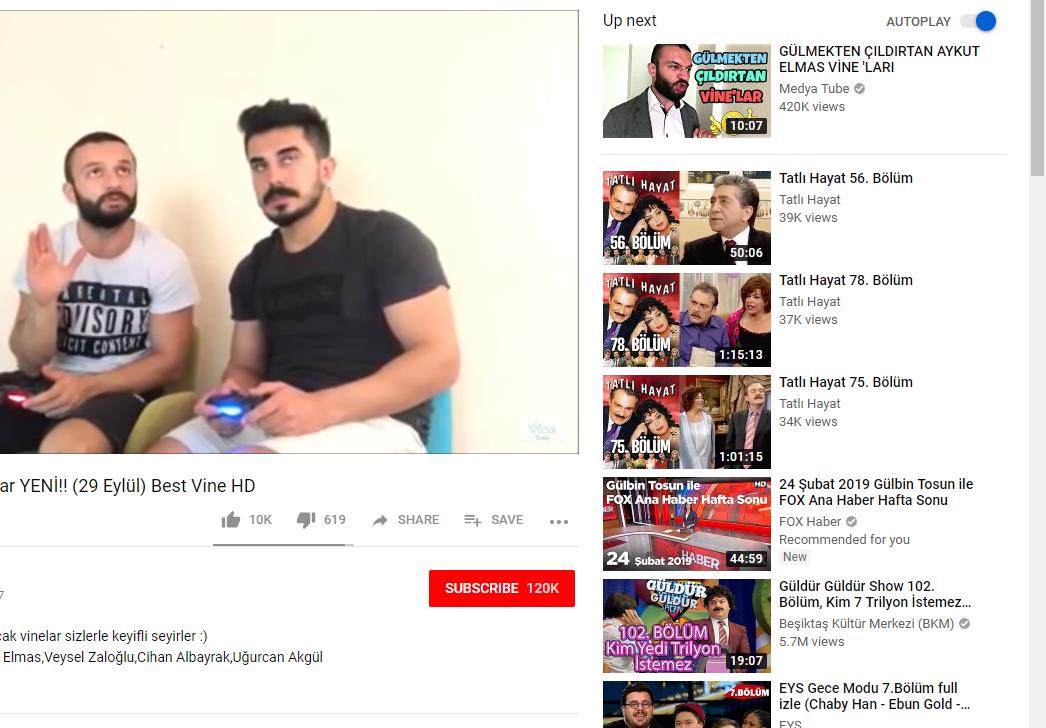 ARENTAL
DVISORY
ICIT CONTENT
Vine
ar YENİ!! (29 Eylül) Best Vine HD
10K
619
SHARE
SAVE
7
SUBSCRIBE 120K
cak vinelar sizlerle keyifli seyirler :)
Elmas,Veysel Zaloğlu,Cihan Albayrak,Uğurcan Akgül
Up next
AUTOPLAY
GÜLMEKTEN
ÇILDIRTAN
VİNE'LAR
10:07
GÜLMEKTEN ÇILDIRTAN AYKUT
ELMAS VİNE 'LARI
Medya Tube
420K views
TATLI HAYAT
56. BÖLÜM
50:06
Tatlı Hayat 56. Bölüm
Tatlı Hayat
39K views
TATLI HAYAT
78. BÖLÜM
1:15:13
Tatlı Hayat 78. Bölüm
Tatlı Hayat
37K views
TATLI HAYAT
75. BÖLÜM
1:01:15
Tatlı Hayat 75. Bölüm
Tatlı Hayat
34K views
Gülbin Tosun ile
FOX Ana Haber Hafta Sonu
HD
HABER
24 Şubat 2019
44:59
24 Şubat 2019 Gülbin Tosun ile
FOX Ana Haber Hafta Sonu
FOX Haber
Recommended for you
New
GÜLDÜR
GÜLDÜR
102. BÖLÜM
Kim Yedi Trilyon
İstemez
19:07
Güldür Güldür Show 102.
Bölüm, Kim 7 Trilyon İstemez...
Beşiktaş Kültür Merkezi (BKM)
5.7M views
7.BÖLÜM
EYS Gece Modu 7.Bölüm full
izle (Chaby Han - Ebun Gold -...
EYS